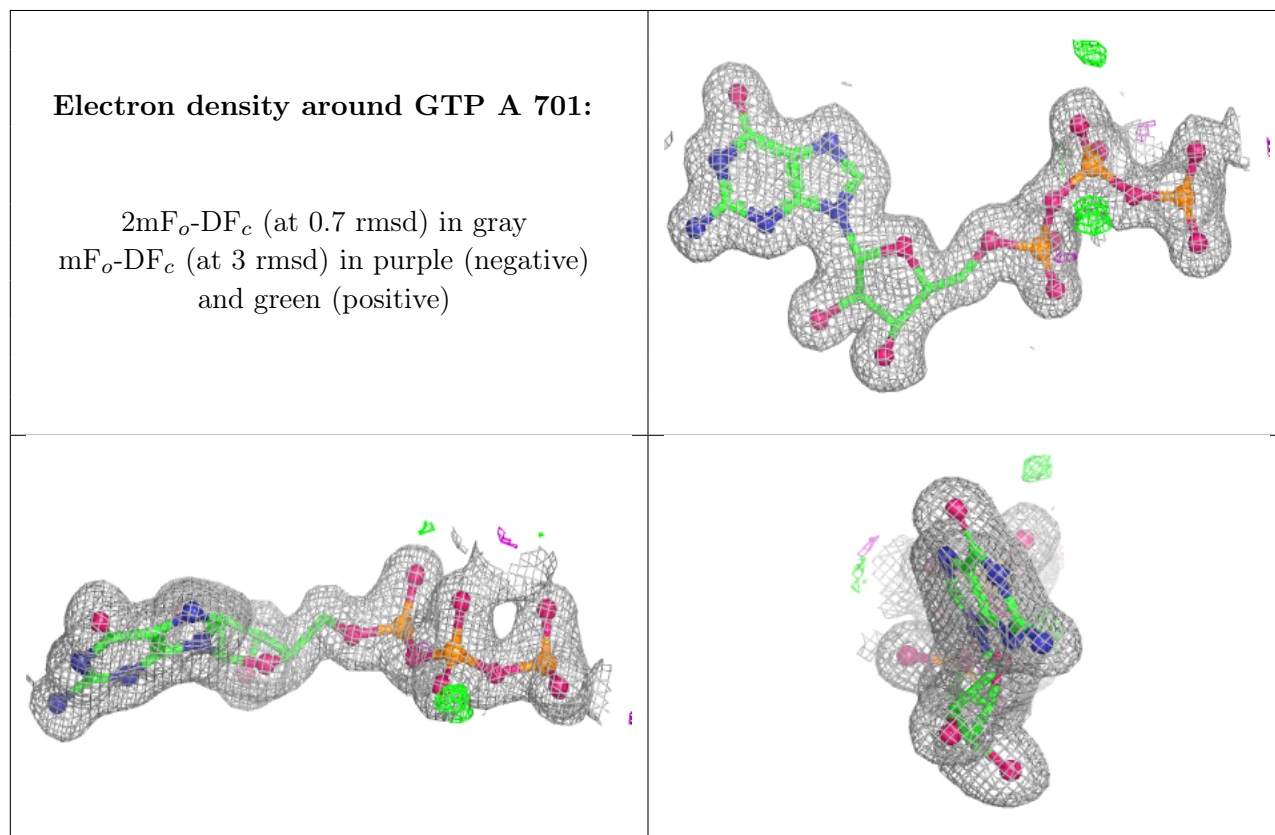 Electron density around GTP A 701:
2mFo-DFc (at 0.7 rmsd) in gray
mFo-DFc (at 3 rmsd) in purple (negative)
and green (positive)